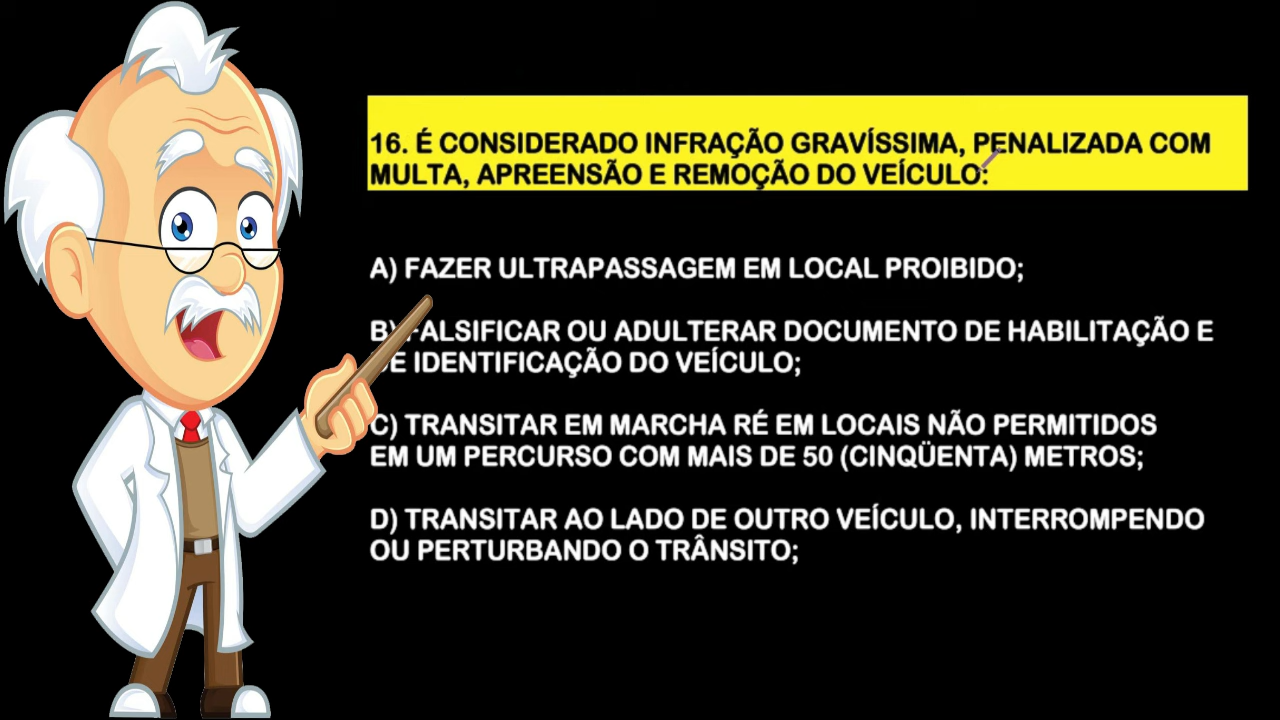 16. É CONSIDERADO INFRAÇÃO GRAVÍSSIMA, PENALIZADA COM
MULTA, APREENSÃO E REMOÇÃO DO VEÍCULO:
A) FAZER ULTRAPASSAGEM EM LOCAL PROIBIDO;
B) FALSIFICAR OU ADULTERAR DOCUMENTO DE HABILITAÇÃO E
DE IDENTIFICAÇÃO DO VEÍCULO;
C) TRANSITAR EM MARCHA RÉ EM LOCAIS NÃO PERMITIDOS
EM UM PERCURSO COM MAIS DE 50 (CINQÜENTA) METROS;
D) TRANSITAR AO LADO DE OUTRO VEÍCULO, INTERROMPENDO
OU PERTURBANDO O TRÂNSITO;